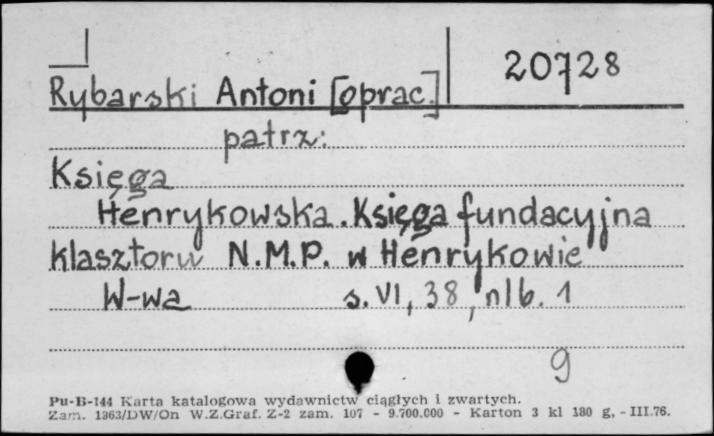 20728
Rybarski Antoni [oprac.]
patrz:
Księga
Henrykowska. Księga fundacyjna
klasztoru N.M.P. w Henrykowie
W-wa s. VI, 38, nlb. 1
9
Pu-B-144 Karta katalogowa wydawnictw ciągłych i zwartych.
Zam. 1363/DW/On W.Z.Graf. Z-2 zam. 107 - 9.700.000 - Karton 3 kl 180 g, - III.76.